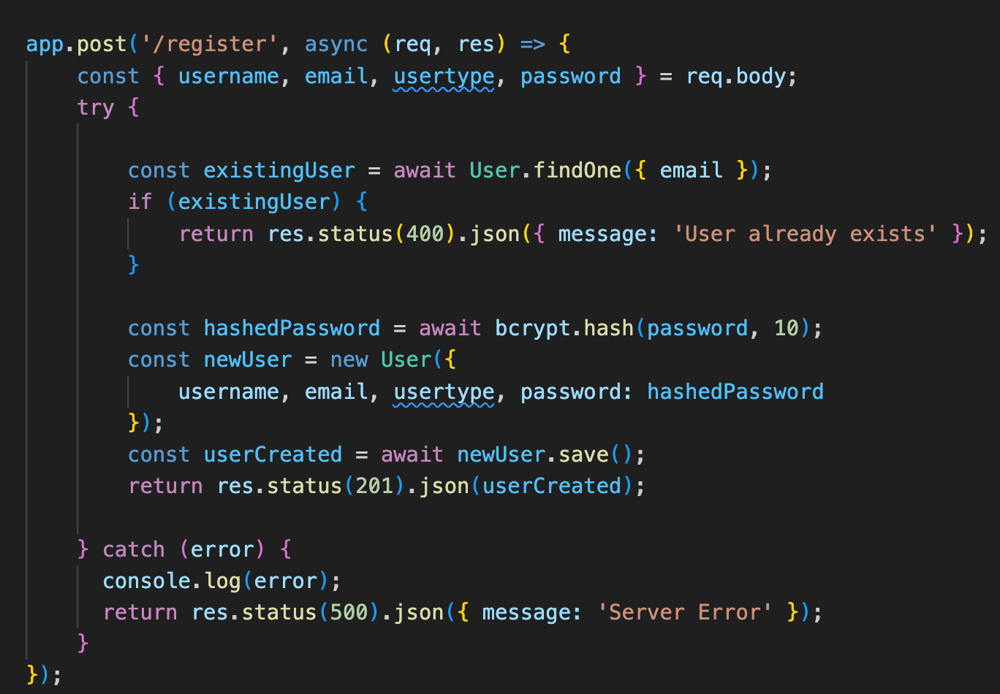 app.post('/register', async (req, res) => {
    const { username, email, usertype, password } = req.body;
    try {

        const existingUser = await User.findOne({ email });
        if (existingUser) {
            return res.status(400).json({ message: 'User already exists' });
        }

        const hashedPassword = await bcrypt.hash(password, 10);
        const newUser = new User({
            username, email, usertype, password: hashedPassword
        });
        const userCreated = await newUser.save();
        return res.status(201).json(userCreated);

    } catch (error) {
      console.log(error);
      return res.status(500).json({ message: 'Server Error' });
    }
});